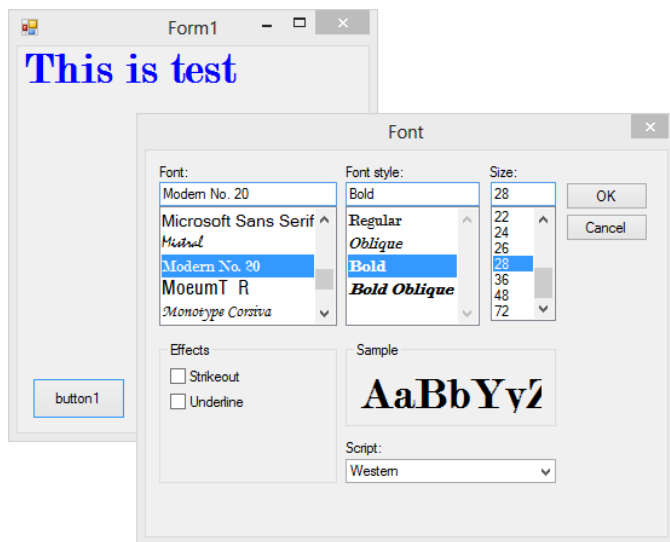 Form1
This is test
button1
Font
Font:
Modern No. 20
Microsoft Sans Serif
Mistral
Modern No. 20
MoeumT R
Monotype Corsiva
Font style:
Bold
Regular
Oblique
Bold
Bold Oblique
Size:
28
22
24
26
28
36
48
72
OK
Cancel
Effects
Strikeout
Underline
Sample
AaBbYyZ
Script:
Western